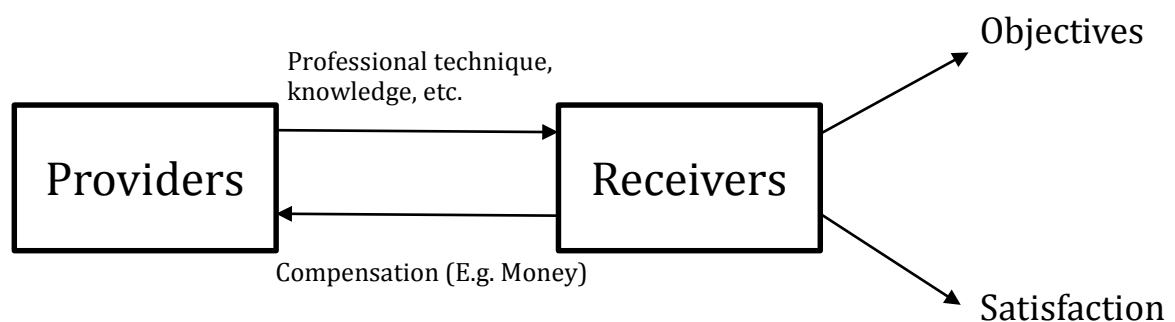 Objectives
Professional technique,
knowledge, etc.
Providers
Receivers
Compensation (E.g. Money)
Satisfaction